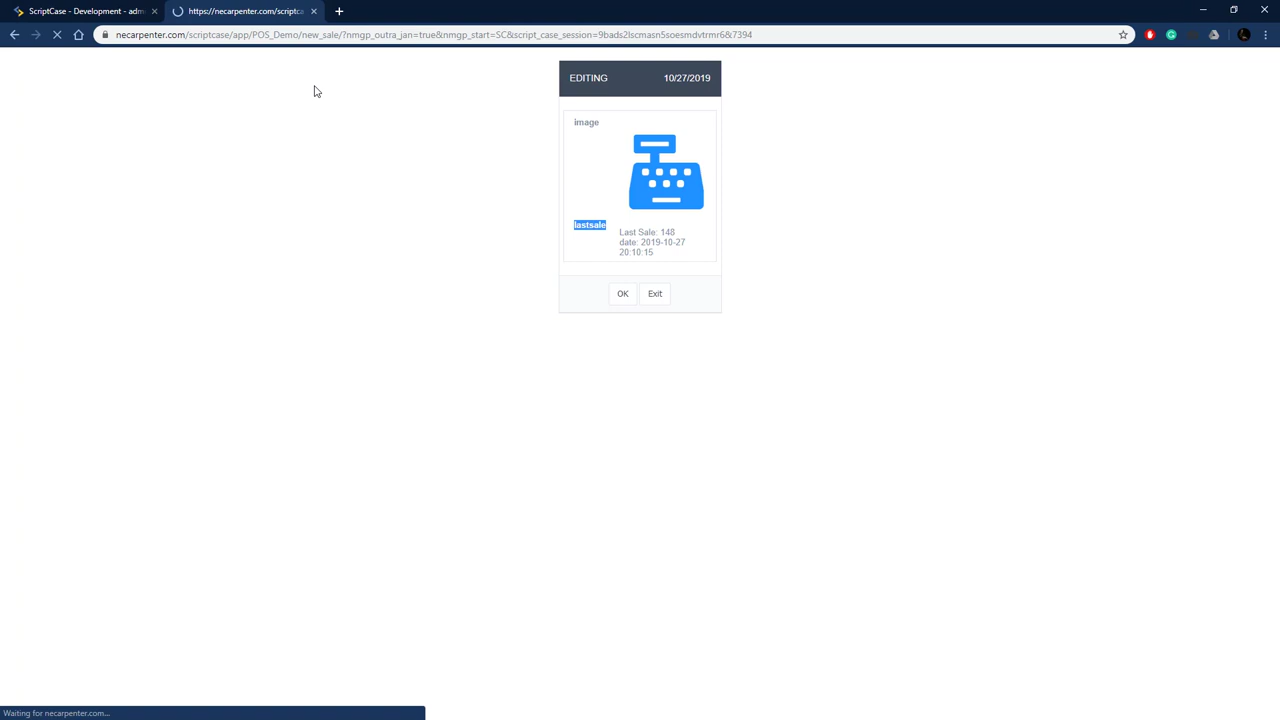 ScriptCase - Development - adm
https://necarpenter.com/scriptca
necarpenter.com/scriptcase/app/POS_Demo/new_sale/?nmgp_outra_jan=true&nmgp_start=SC&script_case_session=9bads2lscmasn5soesmdvtrmr6&7394
EDITING 10/27/2019
image
lastsale
Last Sale: 148
date: 2019-10-27
20:10:15
OK Exit
Waiting for necarpenter.com...